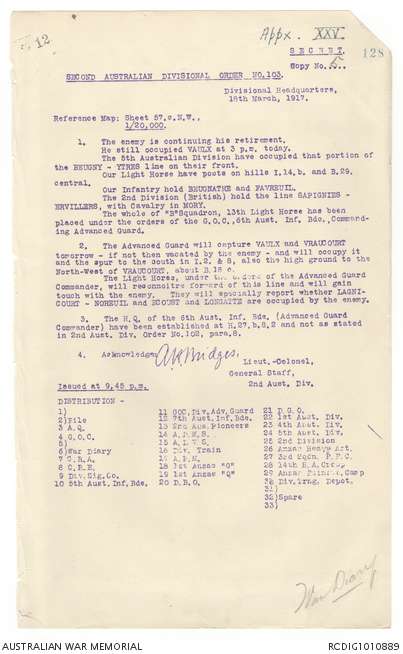 12
Appx. XXV.
SECRET.
128
Copy No. 5.
SECOND AUSTRALIAN DIVISIONAL ORDER NO.103.
Divisional Headquarters,
18th March, 1917.
Reference Map: Sheet 57.c.N.W.,
1/20,000.
1. The enemy is continuing his retirement.
He still occupied VAULX at 3 p.m. today.
The 5th Australian Division have occupied that portion of
the BEUGNY - YTRES line on their front.
Our Light Horse have posts on hills I.14.b. and B.29.
central.
Our Infantry hold BEUGNATRE and FAVREUIL.
The 2nd Division (British) hold the line SAPIGNIES -
ERVILLERS, with Cavalry in MORY.
The whole of "B"Squadron, 13th Light Horse has been
placed under the orders of the G.O.C. 6th Aust. Inf. Bde. Command-
ing Advanced Guard.
2. The Advanced Guard will capture VAULX and VRAUCOURT
tomorrow - if not then vacated by the enemy - and will occupy it
and the spur to the south in I.2. & 8, also the high ground to the
North-West of VRAUCOURT, about B.18 c.
The Light Horse, under the orders of the Advanced Guard
Commander, will reconnoitre forward of this line and will gain
touch with the enemy. They will specially report whether LAGNI-
COURT - NOREUIL and ECOUST and LONGATTE are occupied by the enemy.
3. The H.Q. of the 6th Aust. Inf. Bde. (Advanced Guard
Commander) have been established at H.27.b.8.2 and not as stated
in 2nd Aust. Div. Order No.102, para.8.
4. Acknowledge.
AH Bridges.
Lieut.-Colonel,
General Staff,
2nd Aust. Div.
Issued at 9.45 p.m.
DISTRIBUTION -
1)
2)File
3) A.Q.
4) G.O.C.
5)
6)War Diary
7 C.R.A.
8 C.R.E.
9 Div.Sig.Co.
10 5th Aust. Inf. Bde.
11 GOC.Div.Adv.Guard
12 7th Aust. Inf. Bde.
13 2nd Aus.Pioneers
14 A.D.M.S.
15 A.D.V.S.
16 Div. Train
17 A.P.M.
18 1st Anzac "G"
19 1st Anzac "Q"
20 D.B.O.
21 D.G.O.
22 1st Aust. Div.
23 4th Aust. Div.
24 5th Aust. Div.
25 2nd Division
26 Anzac Heavy Art.
27 3rd Sqdn. R.F.C.
28 14th H.A. Group
29 Anzac Camp
30 Div.Trng. Depot.
31)
32)Spare
33)
War Diary
AUSTRALIAN WAR MEMORIAL
RCDIG1010889